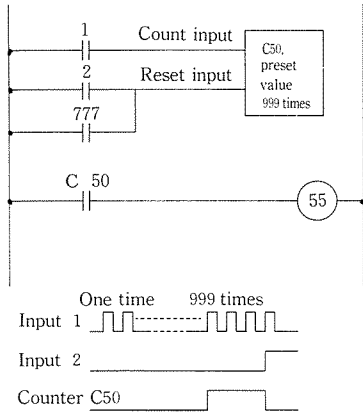 1
Count input
C50,
preset
value
999 times
2
Reset input
777
C 50
55
One time 999 times
Input 1
Input 2
Counter C50